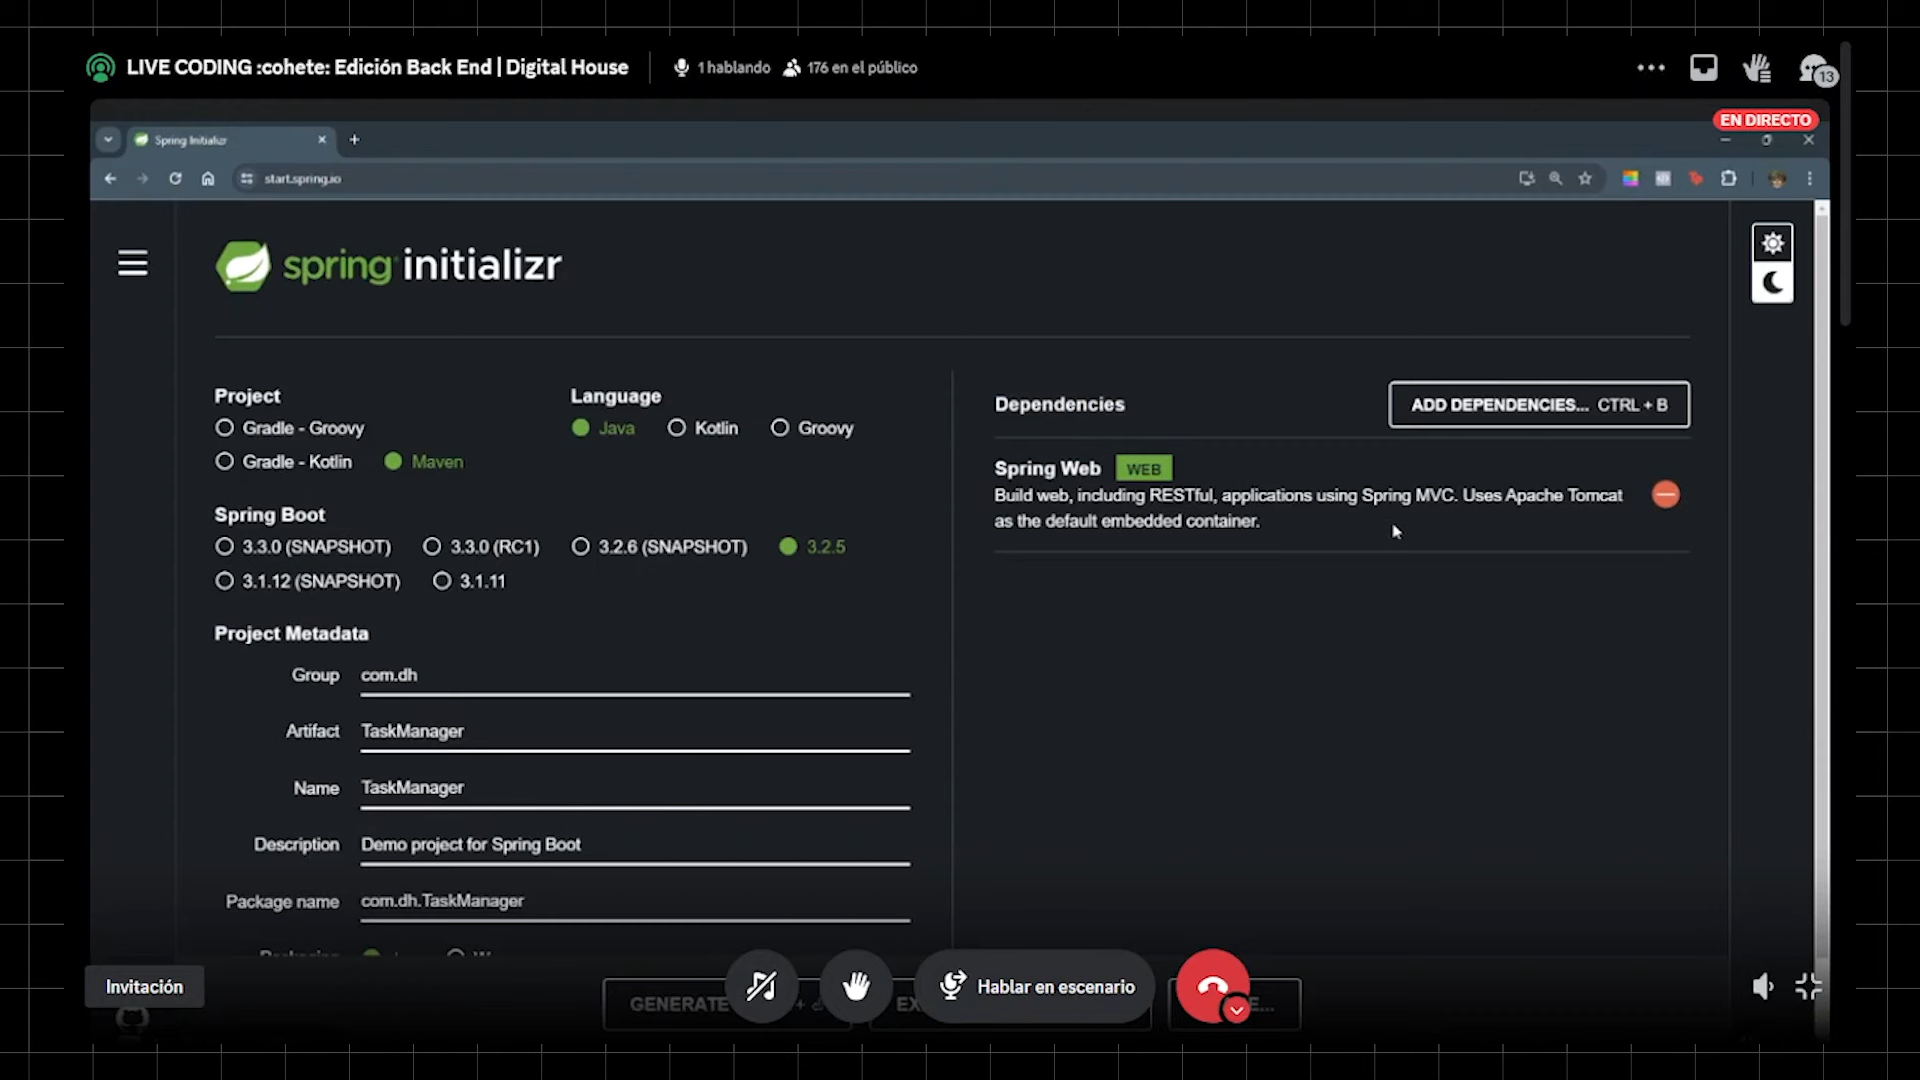 LIVE CODING :cohete: Edición Back End | Digital House
1 hablando
176 en el público
13
EN DIRECTO
Spring Initializr
start.spring.io
spring initializr
Project
Gradle - Groovy
Gradle - Kotlin
Maven
Language
Java
Kotlin
Groovy
Spring Boot
3.3.0 (SNAPSHOT)
3.3.0 (RC1)
3.2.6 (SNAPSHOT)
3.2.5
3.1.12 (SNAPSHOT)
3.1.11
Project Metadata
Group
com.dh
Artifact
TaskManager
Name
TaskManager
Description
Demo project for Spring Boot
Package name
com.dh.TaskManager
Dependencies
ADD DEPENDENCIES... CTRL + B
Spring Web
WEB
Build web, including RESTful, applications using Spring MVC. Uses Apache Tomcat
as the default embedded container.
Invitación
GENERATE
Hablar en escenario